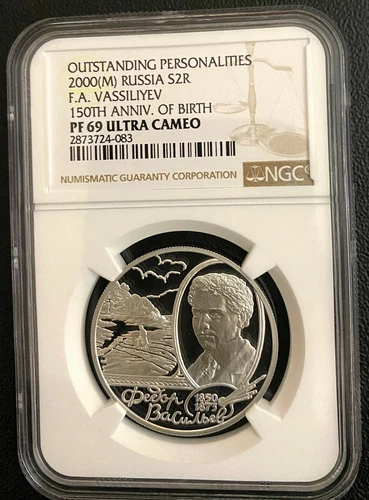 OUTSTANDING PERSONALITIES
2000(M) RUSSIA S2R
F.A. VASSILIYEV
150TH ANNIV. OF BIRTH
PF 69 ULTRA CAMEO
2873724-083
NUMISMATIC GUARANTY CORPORATION
NGC
Федор 1850
Васильев 1873